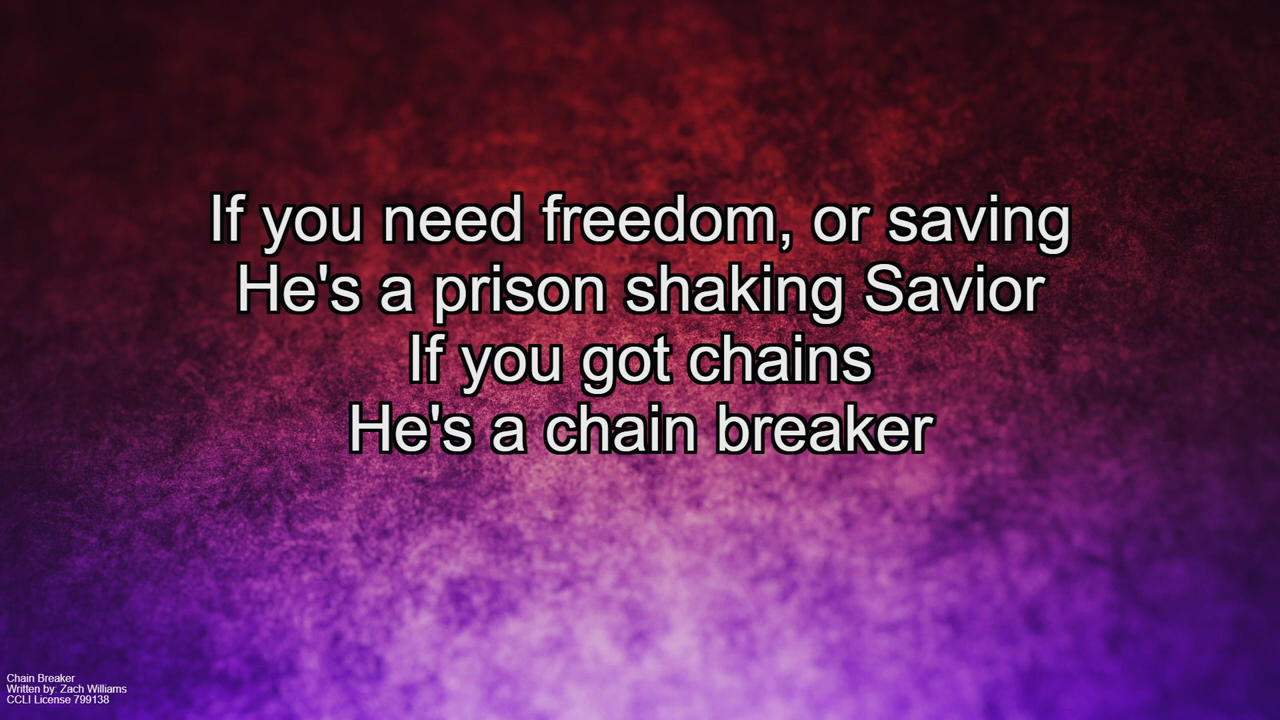 If you need freedom, or saving
He's a prison shaking Savior
If you got chains
He's a chain breaker
Chain Breaker
Written by: Zach Williams
CCLI License 799138